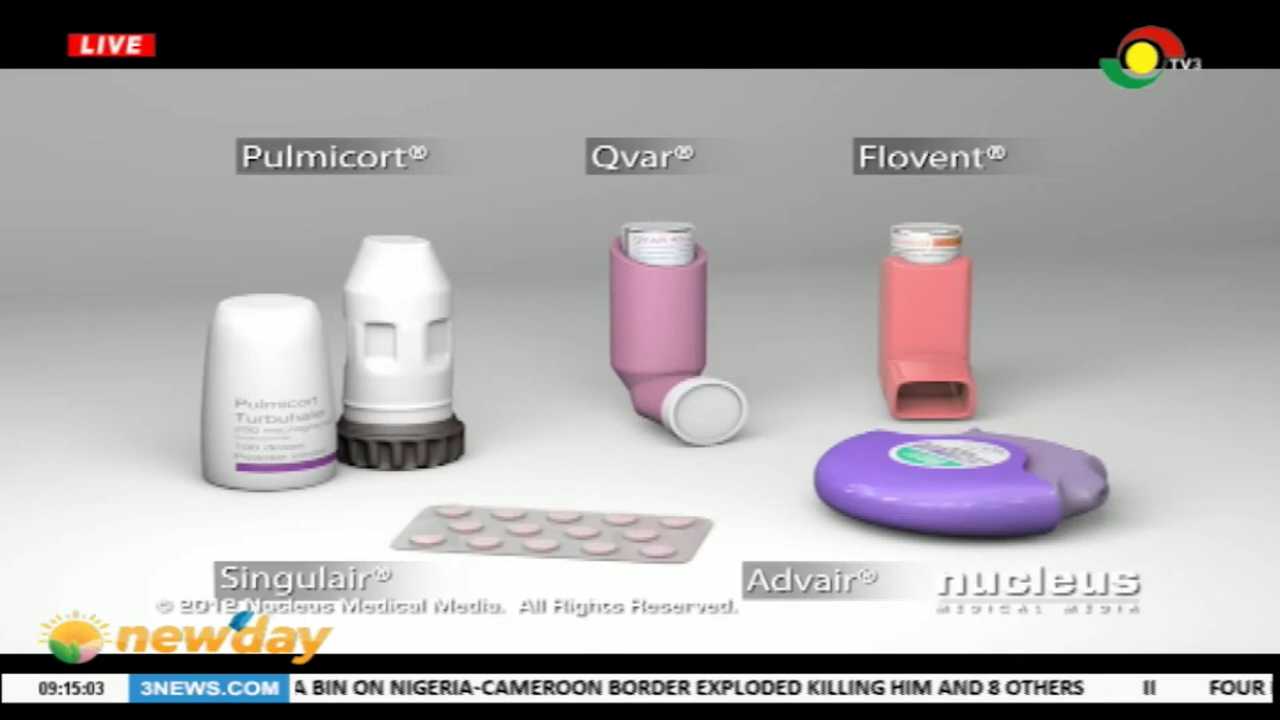 LIVE
TV3
Pulmicort®
Qvar®
Flovent®
QVAR
Pulmicort
Turbuhaler
Singulair®
Advair®
nucleus
MEDICAL MEDIA
© 2012 Nucleus Medical Media. All Rights Reserved.
newday
09:15:03
3NEWS.COM
A BIN ON NIGERIA-CAMEROON BORDER EXPLODED KILLING HIM AND 8 OTHERS
FOUR